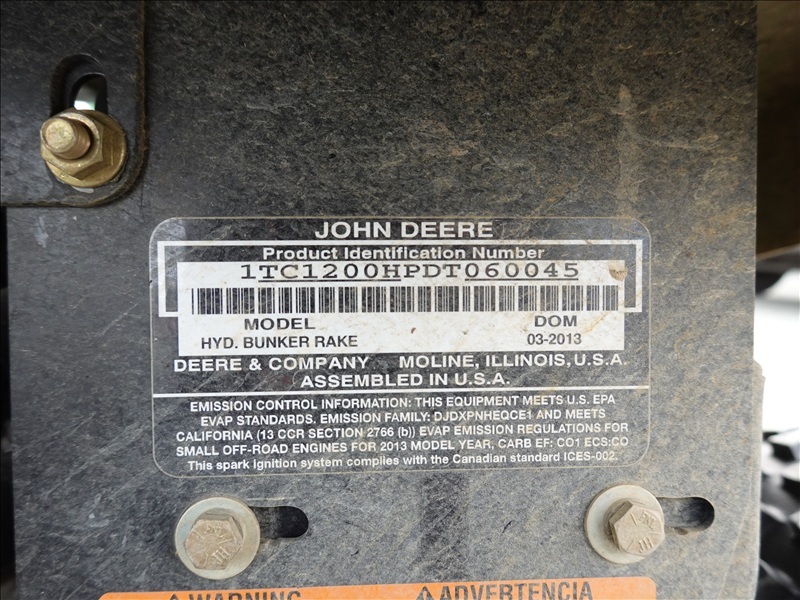 JOHN DEERE
Product Identification Number
1TC1200HPDT060045
MODEL DOM
HYD. BUNKER RAKE 03-2013
DEERE & COMPANY MOLINE, ILLINOIS, U.S.A.
ASSEMBLED IN U.S.A.
EMISSION CONTROL INFORMATION: THIS EQUIPMENT MEETS U.S. EPA
EVAP STANDARDS. EMISSION FAMILY: DJDXPNHEQCE1 AND MEETS
CALIFORNIA (13 CCR SECTION 2766 (b)) EVAP EMISSION REGULATIONS FOR
SMALL OFF-ROAD ENGINES FOR 2013 MODEL YEAR, CARB EF: CO1 ECS:CO
This spark ignition system complies with the Canadian standard ICES-002.
WARNING ADVERTENCIA